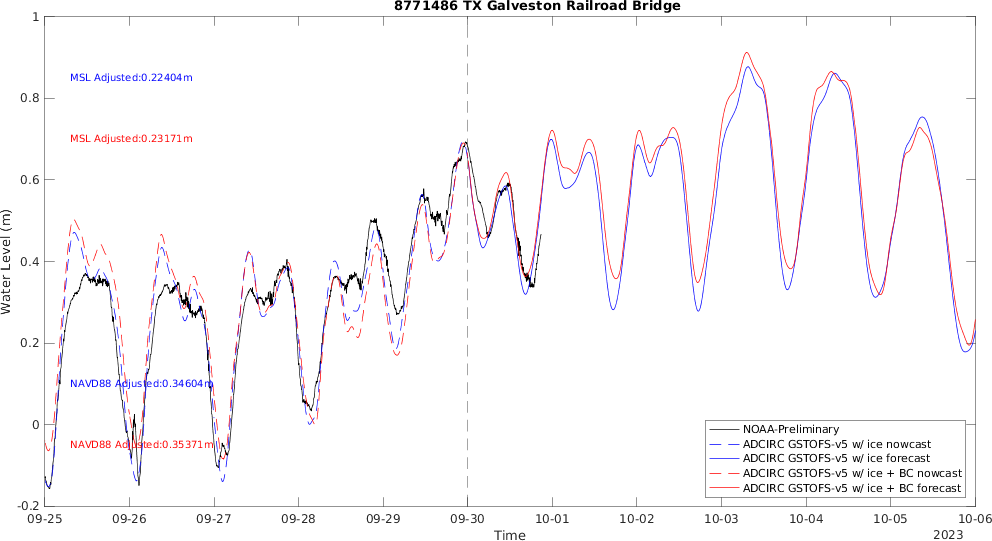 8771486 TX Galveston Railroad Bridge
1
0.8
0.6
0.4
0.2
0
-0.2
Water Level (m)
MSL Adjusted:0.22404m
MSL Adjusted:0.23171m
NAVD88 Adjusted:0.34604m
NAVD88 Adjusted:0.35371m
NOAA-Preliminary
ADCIRC GSTOFS-v5 w/ ice nowcast
ADCIRC GSTOFS-v5 w/ ice forecast
ADCIRC GSTOFS-v5 w/ ice + BC nowcast
ADCIRC GSTOFS-v5 w/ ice + BC forecast
09-25 09-26 09-27 09-28 09-29 09-30 10-01 10-02 10-03 10-04 10-05 10-06
Time
2023